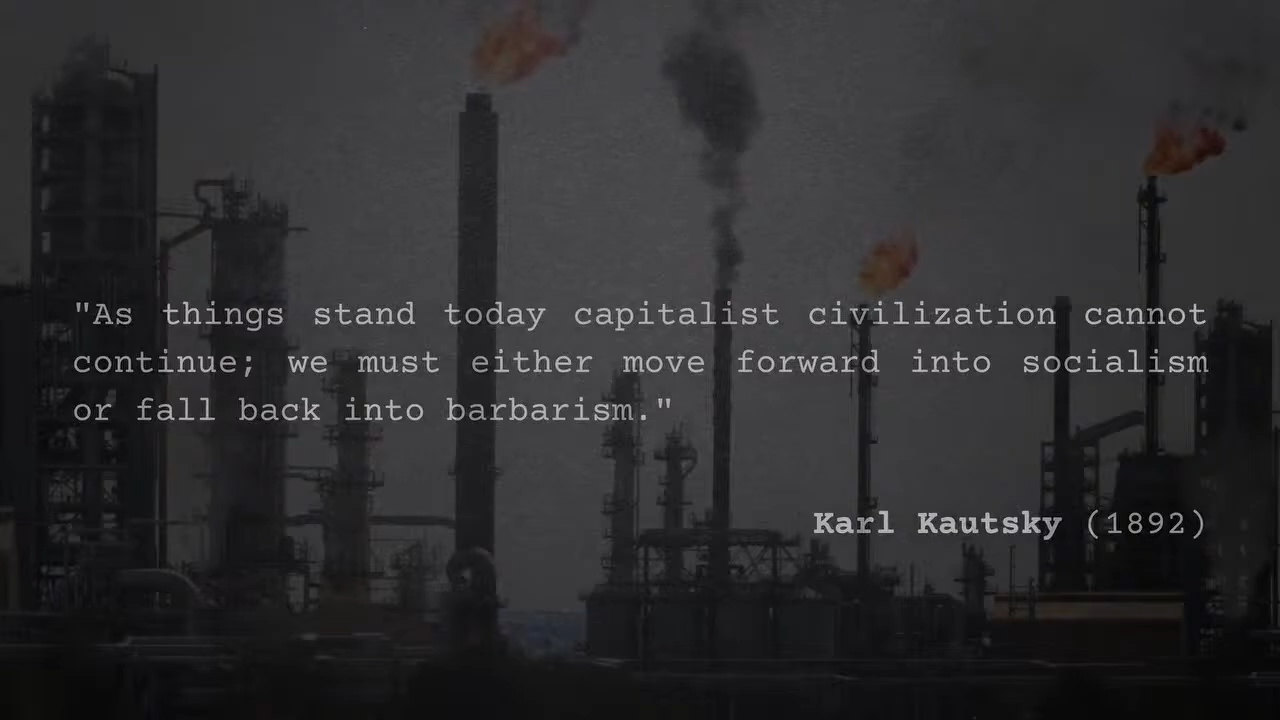 "As things stand today capitalist civilization cannot
continue; we must either move forward into socialism
or fall back into barbarism."
Karl Kautsky (1892)